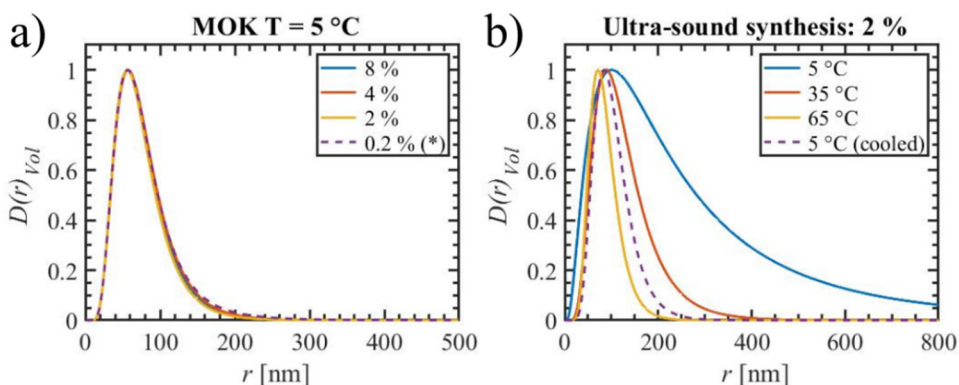 a)
MOK T = 5 °C
8 %
4 %
2 %
0.2 % (*)
D(r)Vol
1
0.8
0.6
0.4
0.2
0
0 100 200 300 400 500
r [nm]
b)
Ultra-sound synthesis: 2 %
5 °C
35 °C
65 °C
5 °C (cooled)
D(r)Vol
1
0.8
0.6
0.4
0.2
0
0 200 400 600 800
r [nm]